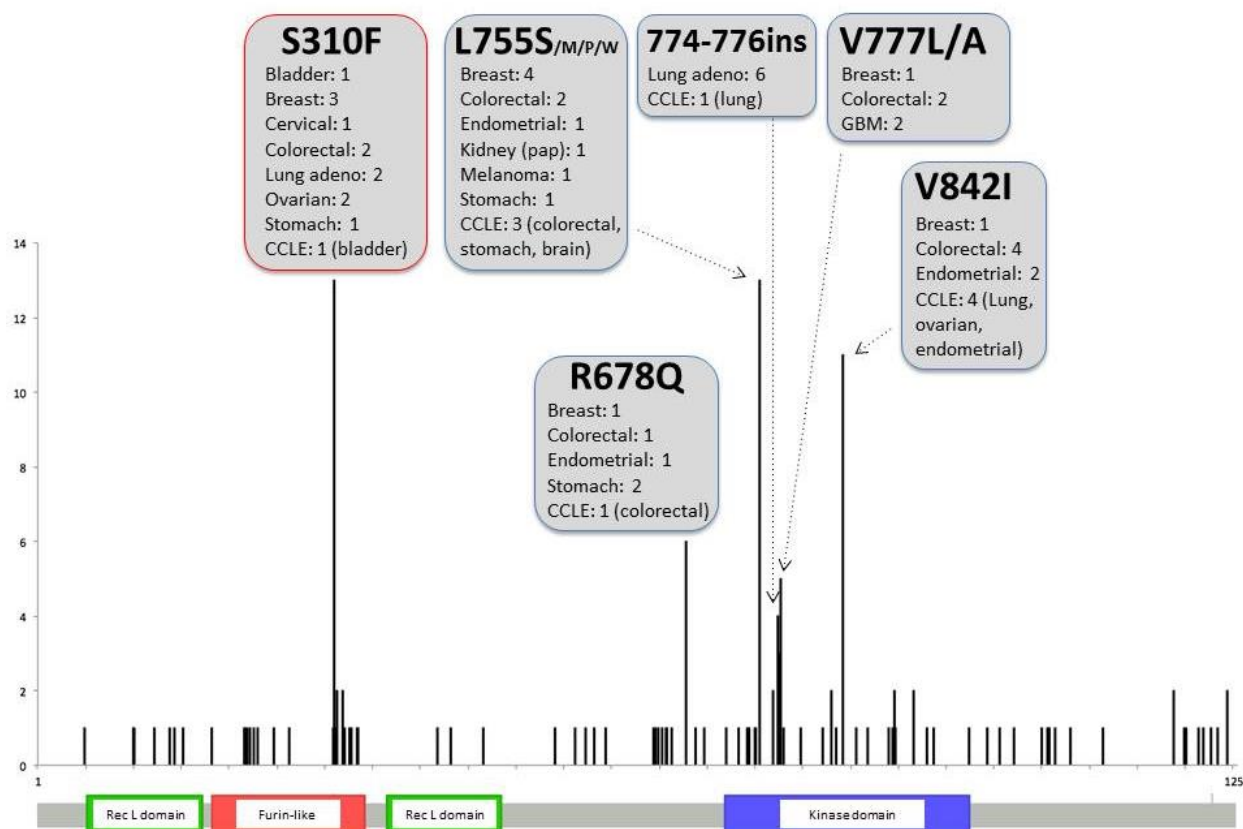 S310F
Bladder: 1
Breast: 3
Cervical: 1
Colorectal: 2
Lung adeno: 2
Ovarian: 2
Stomach: 1
CCLE: 1 (bladder)
L755S/M/P/W
Breast: 4
Colorectal: 2
Endometrial: 1
Kidney (pap): 1
Melanoma: 1
Stomach: 1
CCLE: 3 (colorectal,
stomach, brain)
774-776ins
Lung adeno: 6
CCLE: 1 (lung)
V777L/A
Breast: 1
Colorectal: 2
GBM: 2
V842I
Breast: 1
Colorectal: 4
Endometrial: 2
CCLE: 4 (Lung,
ovarian,
endometrial)
R678Q
Breast: 1
Colorectal: 1
Endometrial: 1
Stomach: 2
CCLE: 1 (colorectal)
14
12
10
8
6
4
2
0
1
125
Rec L domain
Furin-like
Rec L domain
Kinase domain